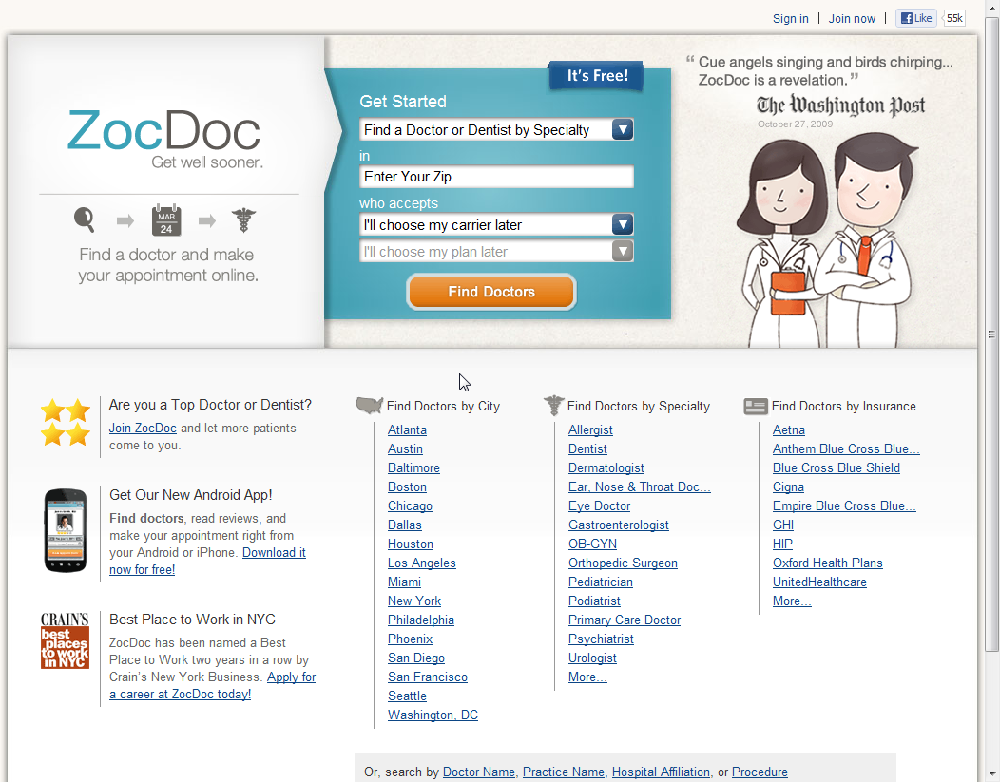 Sign in | Join now | Like 55k
ZocDoc
Get well sooner.
MAR
24
Find a doctor and make
your appointment online.
It's Free!
Get Started
Find a Doctor or Dentist by Specialty
in
Enter Your Zip
who accepts
I'll choose my carrier later
I'll choose my plan later
Find Doctors
“ Cue angels singing and birds chirping...
ZocDoc is a revelation. ”
– The Washington Post
October 27, 2009
Are you a Top Doctor or Dentist?
Join ZocDoc and let more patients
come to you.
Get Our New Android App!
Find doctors, read reviews, and
make your appointment right from
your Android or iPhone. Download it
now for free!
CRAIN'S
best
places
to work
in NYC
Best Place to Work in NYC
ZocDoc has been named a Best
Place to Work two years in a row by
Crain's New York Business. Apply for
a career at ZocDoc today!
Find Doctors by City
Atlanta
Austin
Baltimore
Boston
Chicago
Dallas
Houston
Los Angeles
Miami
New York
Philadelphia
Phoenix
San Diego
San Francisco
Seattle
Washington, DC
Find Doctors by Specialty
Allergist
Dentist
Dermatologist
Ear, Nose & Throat Doc...
Eye Doctor
Gastroenterologist
OB-GYN
Orthopedic Surgeon
Pediatrician
Podiatrist
Primary Care Doctor
Psychiatrist
Urologist
More...
Find Doctors by Insurance
Aetna
Anthem Blue Cross Blue...
Blue Cross Blue Shield
Cigna
Empire Blue Cross Blue...
GHI
HIP
Oxford Health Plans
UnitedHealthcare
More...
Or, search by Doctor Name, Practice Name, Hospital Affiliation, or Procedure